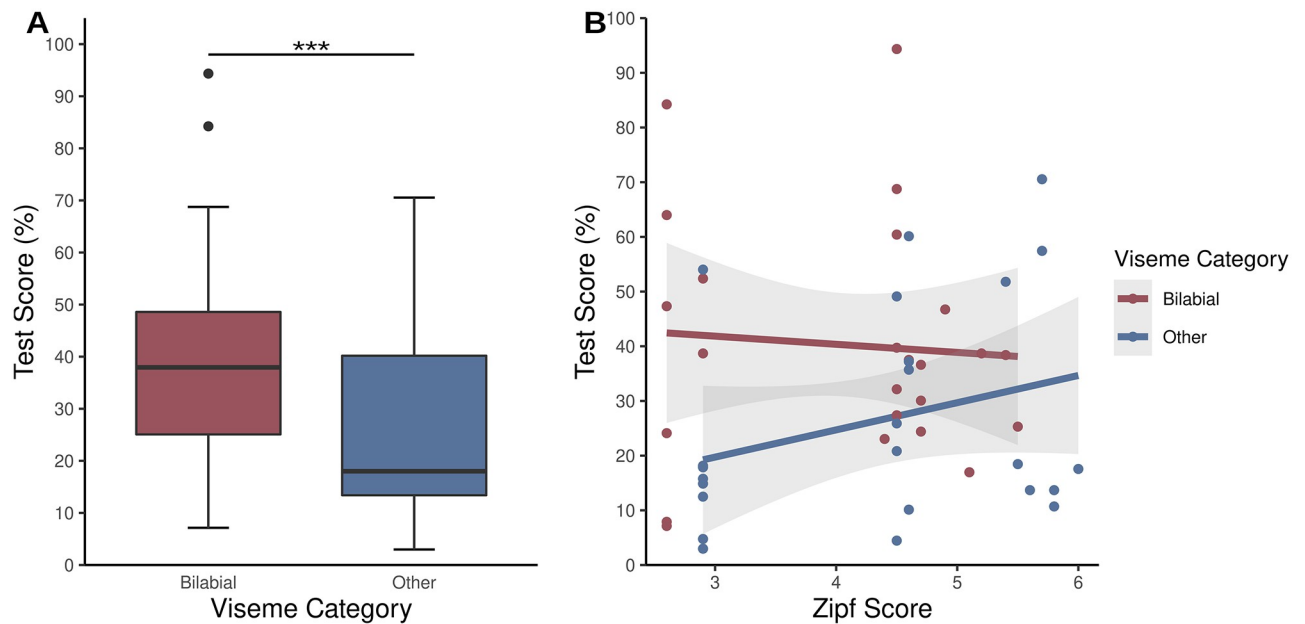 A
Test Score (%)
100
90
80
70
60
50
40
30
20
10
0
***
Bilabial
Other
Viseme Category
B
Test Score (%)
100
90
80
70
60
50
40
30
20
10
0
3
4
5
6
Zipf Score
Viseme Category
Bilabial
Other